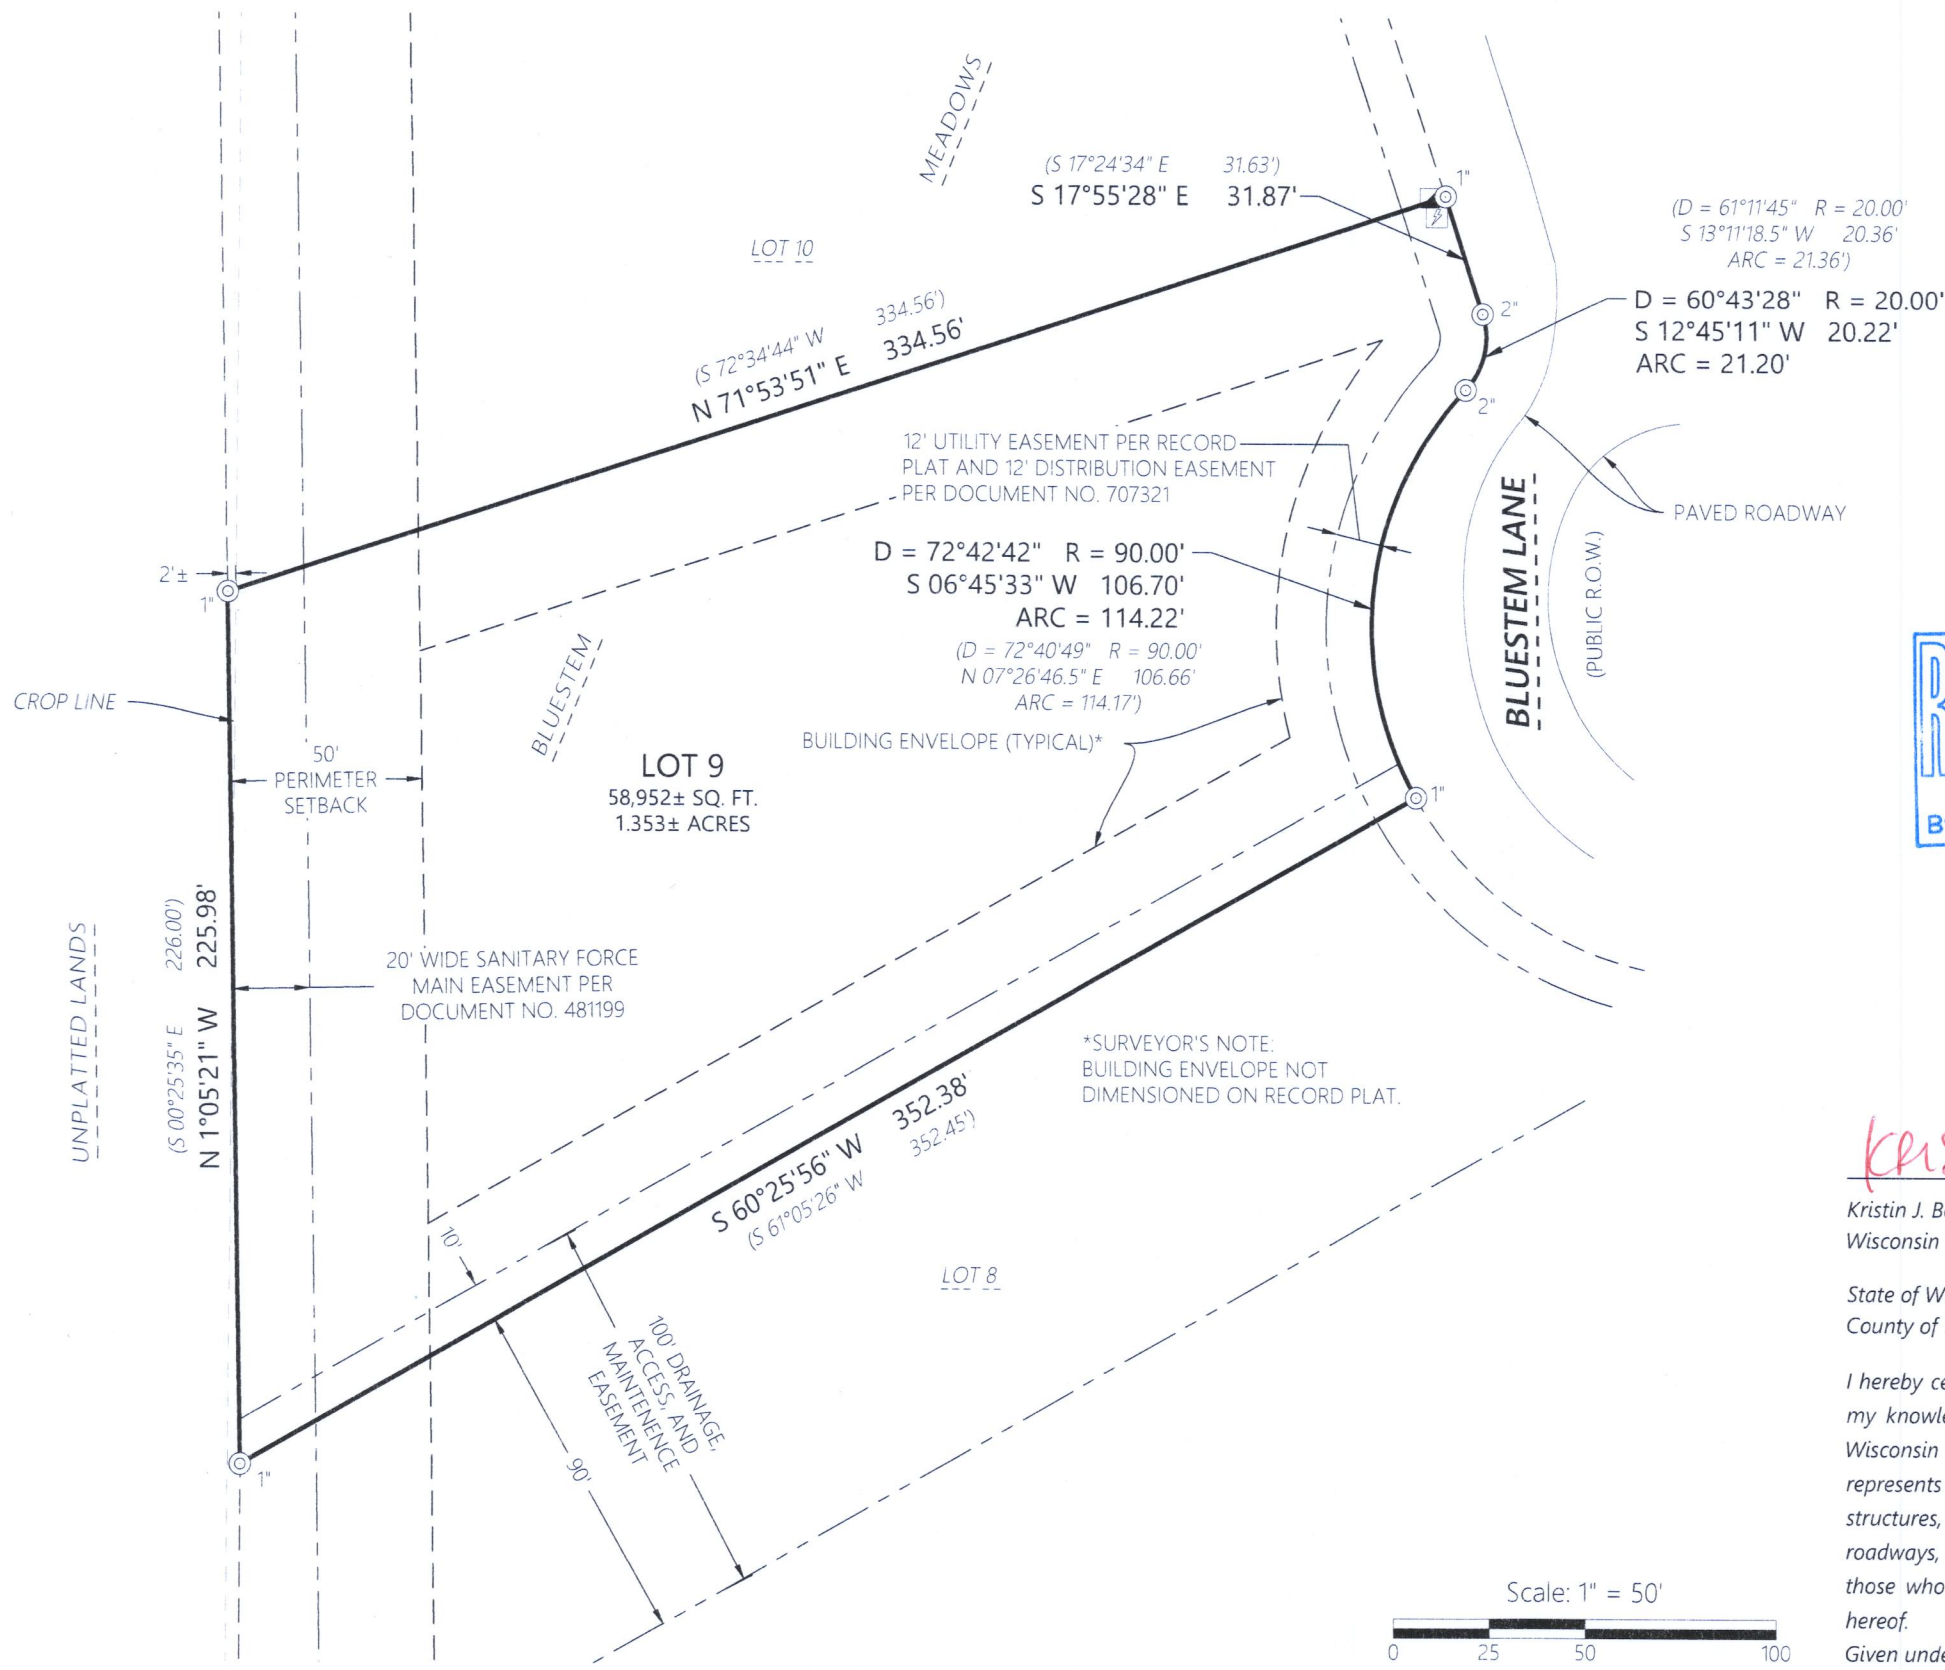 MEADOWS
(S 17°24'34" E 31.63')
S 17°55'28" E 31.87'
1"
(D = 61°11'45" R = 20.00'
S 13°11'18.5" W 20.36'
ARC = 21.36')
D = 60°43'28" R = 20.00'
S 12°45'11" W 20.22'
ARC = 21.20'
2"
2"
LOT 10
(S 72°34'44" W 334.56')
N 71°53'51" E 334.56'
12' UTILITY EASEMENT PER RECORD
PLAT AND 12' DISTRIBUTION EASEMENT
PER DOCUMENT NO. 707321
D = 72°42'42" R = 90.00'
S 06°45'33" W 106.70'
ARC = 114.22'
(D = 72°40'49" R = 90.00'
N 07°26'46.5" E 106.66'
ARC = 114.17')
BLUESTEM LANE
(PUBLIC R.O.W.)
PAVED ROADWAY
2'±
1"
CROP LINE
BLUESTEM
BUILDING ENVELOPE (TYPICAL)*
50'
PERIMETER
SETBACK
LOT 9
58,952± SQ. FT.
1.353± ACRES
1"
UNPLATTED LANDS
(S 00°25'35" E 226.00')
N 1°05'21" W 225.98'
20' WIDE SANITARY FORCE
MAIN EASEMENT PER
DOCUMENT NO. 481199
*SURVEYOR'S NOTE:
BUILDING ENVELOPE NOT
DIMENSIONED ON RECORD PLAT.
S 60°25'56" W 352.38'
(S 61°05'26" W 352.45')
LOT 8
10'
1"
90'
100' DRAINAGE,
ACCESS, AND
MAINTENENCE
EASEMENT
Scale: 1" = 50'
0 25 50 100
Kristin J.
Wisconsin
State of
County of
I hereby
my
Wisconsin
represents
structures,
roadways,
those who
hereof.
Given